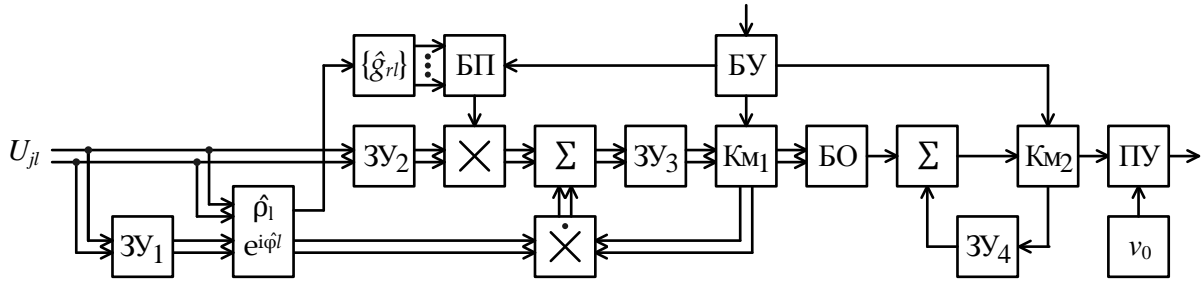 {ĝrl} БП БУ
Ujl ЗУ2 × Σ ЗУ3 Км1 БО Σ Км2 ПУ
ρ̂l
ЗУ1 eiφ̂l × ЗУ4 v0